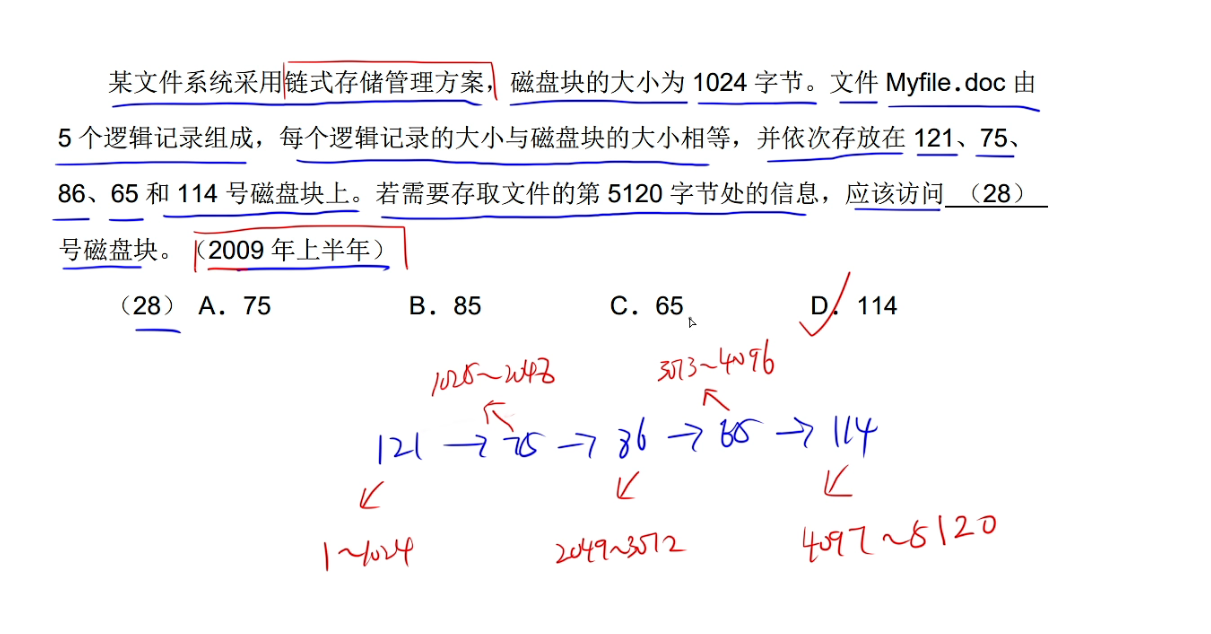 某文件系统采用链式存储管理方案，磁盘块的大小为 1024 字节。文件 Myfile.doc 由
5 个逻辑记录组成，每个逻辑记录的大小与磁盘块的大小相等，并依次存放在 121、75、
86、65 和 114 号磁盘块上。若需要存取文件的第 5120 字节处的信息，应该访问 （28）
号磁盘块。（2009 年上半年）
（28） A．75 B．85 C．65 D．114
1025～2048 3073～4096
121 → 75 → 86 → 65 → 114
1～1024 2049～3072 4097～5120